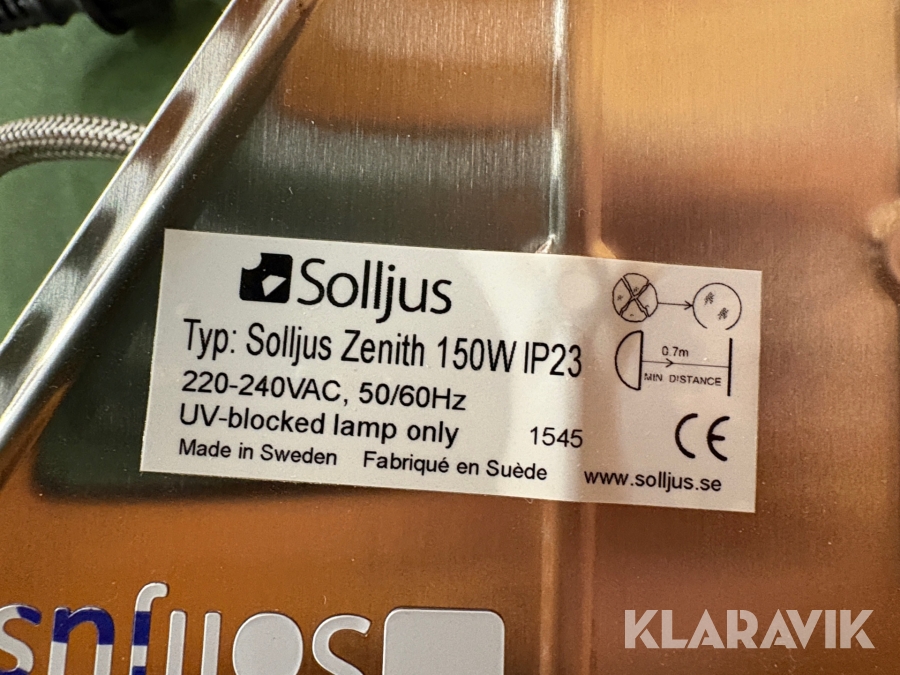 Solljus
Typ: Solljus Zenith 150W IP23
220-240VAC, 50/60Hz
UV-blocked lamp only 1545
Made in Sweden Fabriqué en Suède
0.7m
MIN. DISTANCE
CE
www.solljus.se
solljus
KLARAVIK